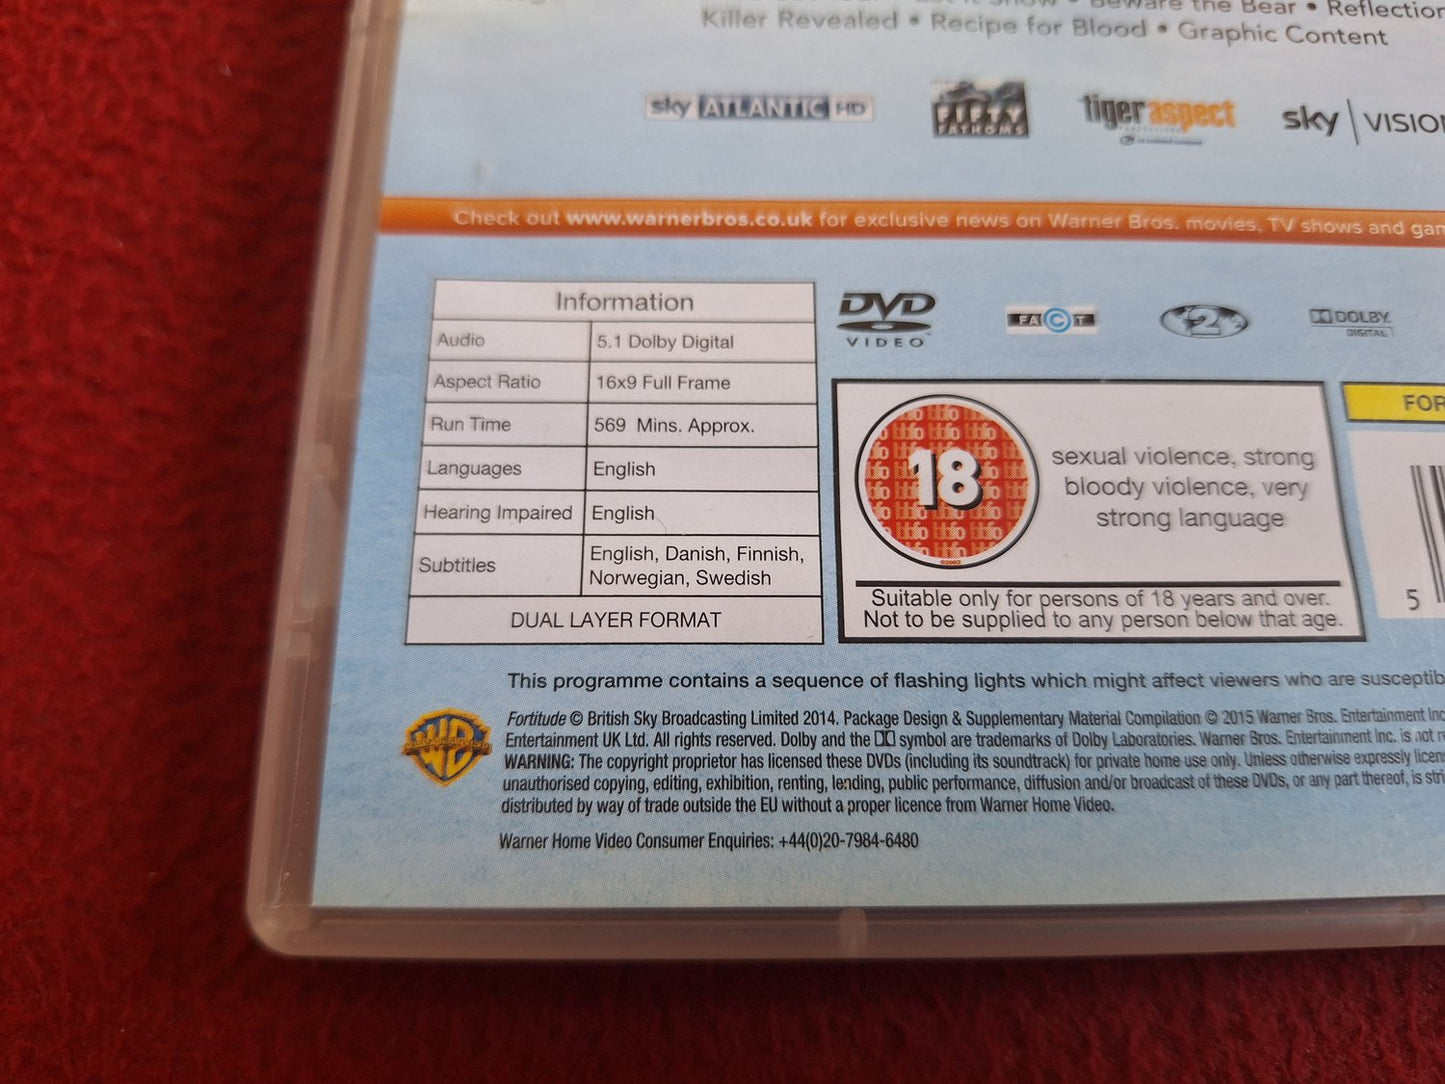 the Bear • Reflection
Killer Revealed • Recipe for Blood • Graphic Content
sky ATLANTIC HD
FIFTY FATHOMS
tiger aspect
sky VISION
Check out www.warnerbros.co.uk for exclusive news on Warner Bros. movies, TV shows and gam
Information
Audio 5.1 Dolby Digital
Aspect Ratio 16x9 Full Frame
Run Time 569 Mins. Approx.
Languages English
Hearing Impaired English
Subtitles English, Danish, Finnish,
Norwegian, Swedish
DUAL LAYER FORMAT
DVD
VIDEO
FACT
2
DOLBY
DIGITAL
18
sexual violence, strong
bloody violence, very
strong language
Suitable only for persons of 18 years and over.
Not to be supplied to any person below that age.
FOR
5
This programme contains a sequence of flashing lights which might affect viewers who are susceptib
WB
Fortitude © British Sky Broadcasting Limited 2014. Package Design & Supplementary Material Compilation © 2015 Warner Bros. Entertainment Inc
Entertainment UK Ltd. All rights reserved. Dolby and the symbol are trademarks of Dolby Laboratories. Warner Bros. Entertainment Inc. is not re
WARNING: The copyright proprietor has licensed these DVDs (including its soundtrack) for private home use only. Unless otherwise expressly licen
unauthorised copying, editing, exhibition, renting, lending, public performance, diffusion and/or broadcast of these DVDs, or any part thereof, is stri
distributed by way of trade outside the EU without a proper licence from Warner Home Video.
Warner Home Video Consumer Enquiries: +44(0)20-7984-6480